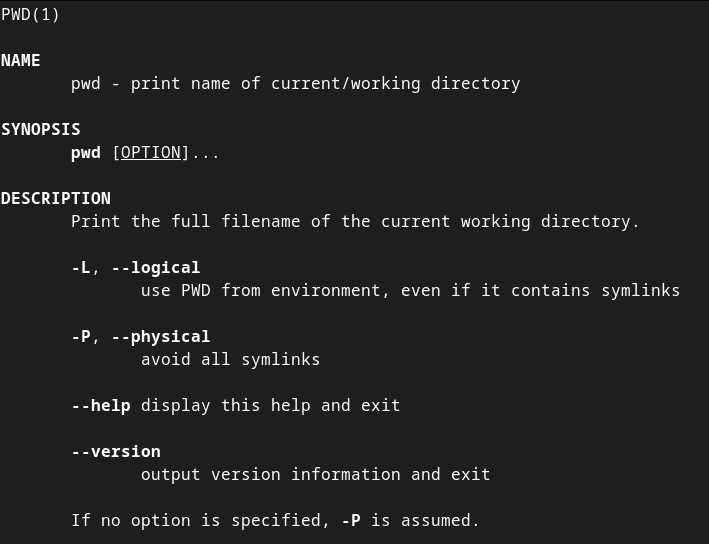 PWD(1)
NAME
pwd - print name of current/working directory
SYNOPSIS
pwd [OPTION]...
DESCRIPTION
Print the full filename of the current working directory.
-L, --logical
use PWD from environment, even if it contains symlinks
-P, --physical
avoid all symlinks
--help display this help and exit
--version
output version information and exit
If no option is specified, -P is assumed.